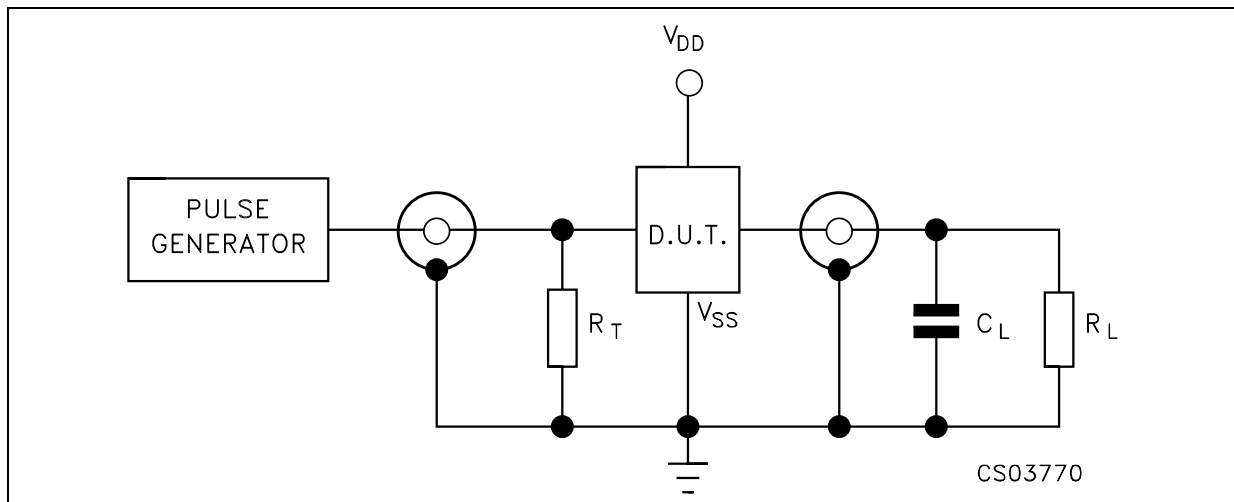 VDD
PULSE
GENERATOR
D.U.T.
VSS
RT
CL
RL
CS03770